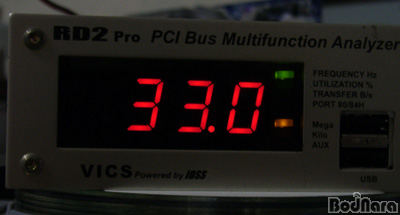 RD2 Pro PCI Bus Multifunction Analyzer
33.0
FREQUENCY Hz
UTILIZATION %
TRANSFER B/s
PORT 80/84H
Mega
Kilo
AUX
VICS Powered by IOSS
USB
BodNara